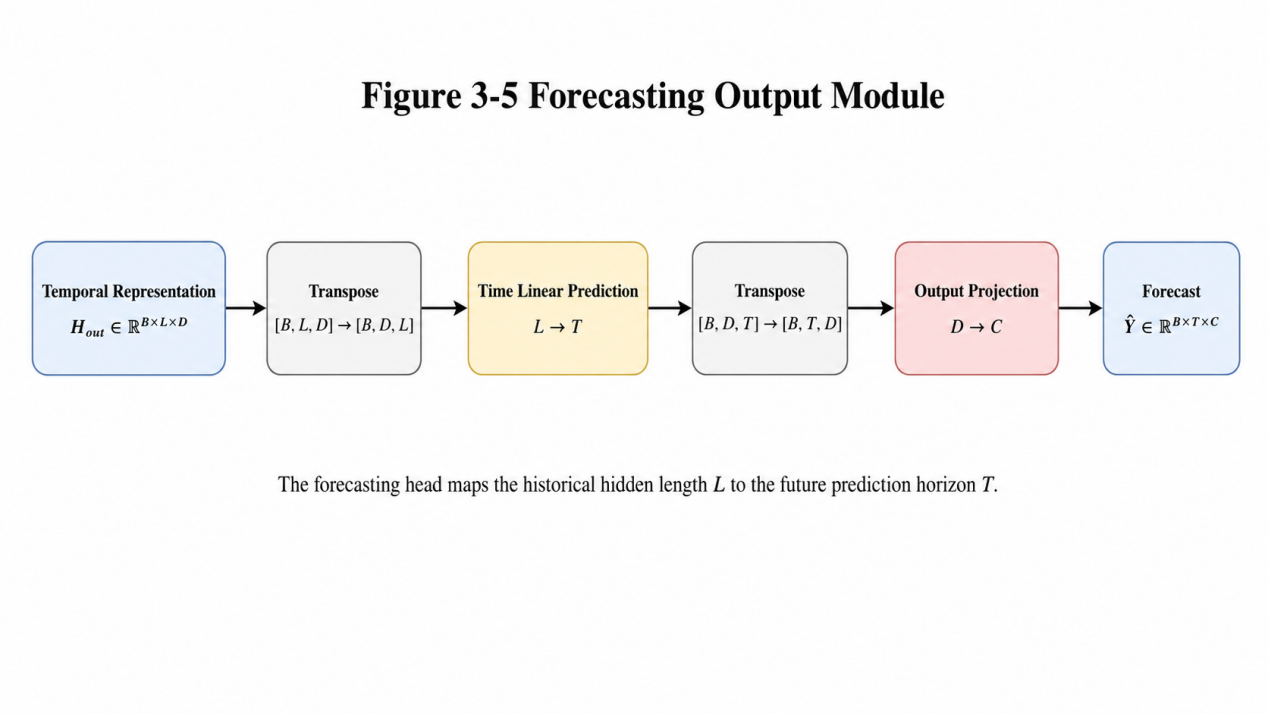 Figure 3-5 Forecasting Output Module
Temporal Representation
H_out ∈ ℝ^{B×L×D}
Transpose
[B, L, D] → [B, D, L]
Time Linear Prediction
L → T
Transpose
[B, D, T] → [B, T, D]
Output Projection
D → C
Forecast
Ŷ ∈ ℝ^{B×T×C}
The forecasting head maps the historical hidden length L to the future prediction horizon T.